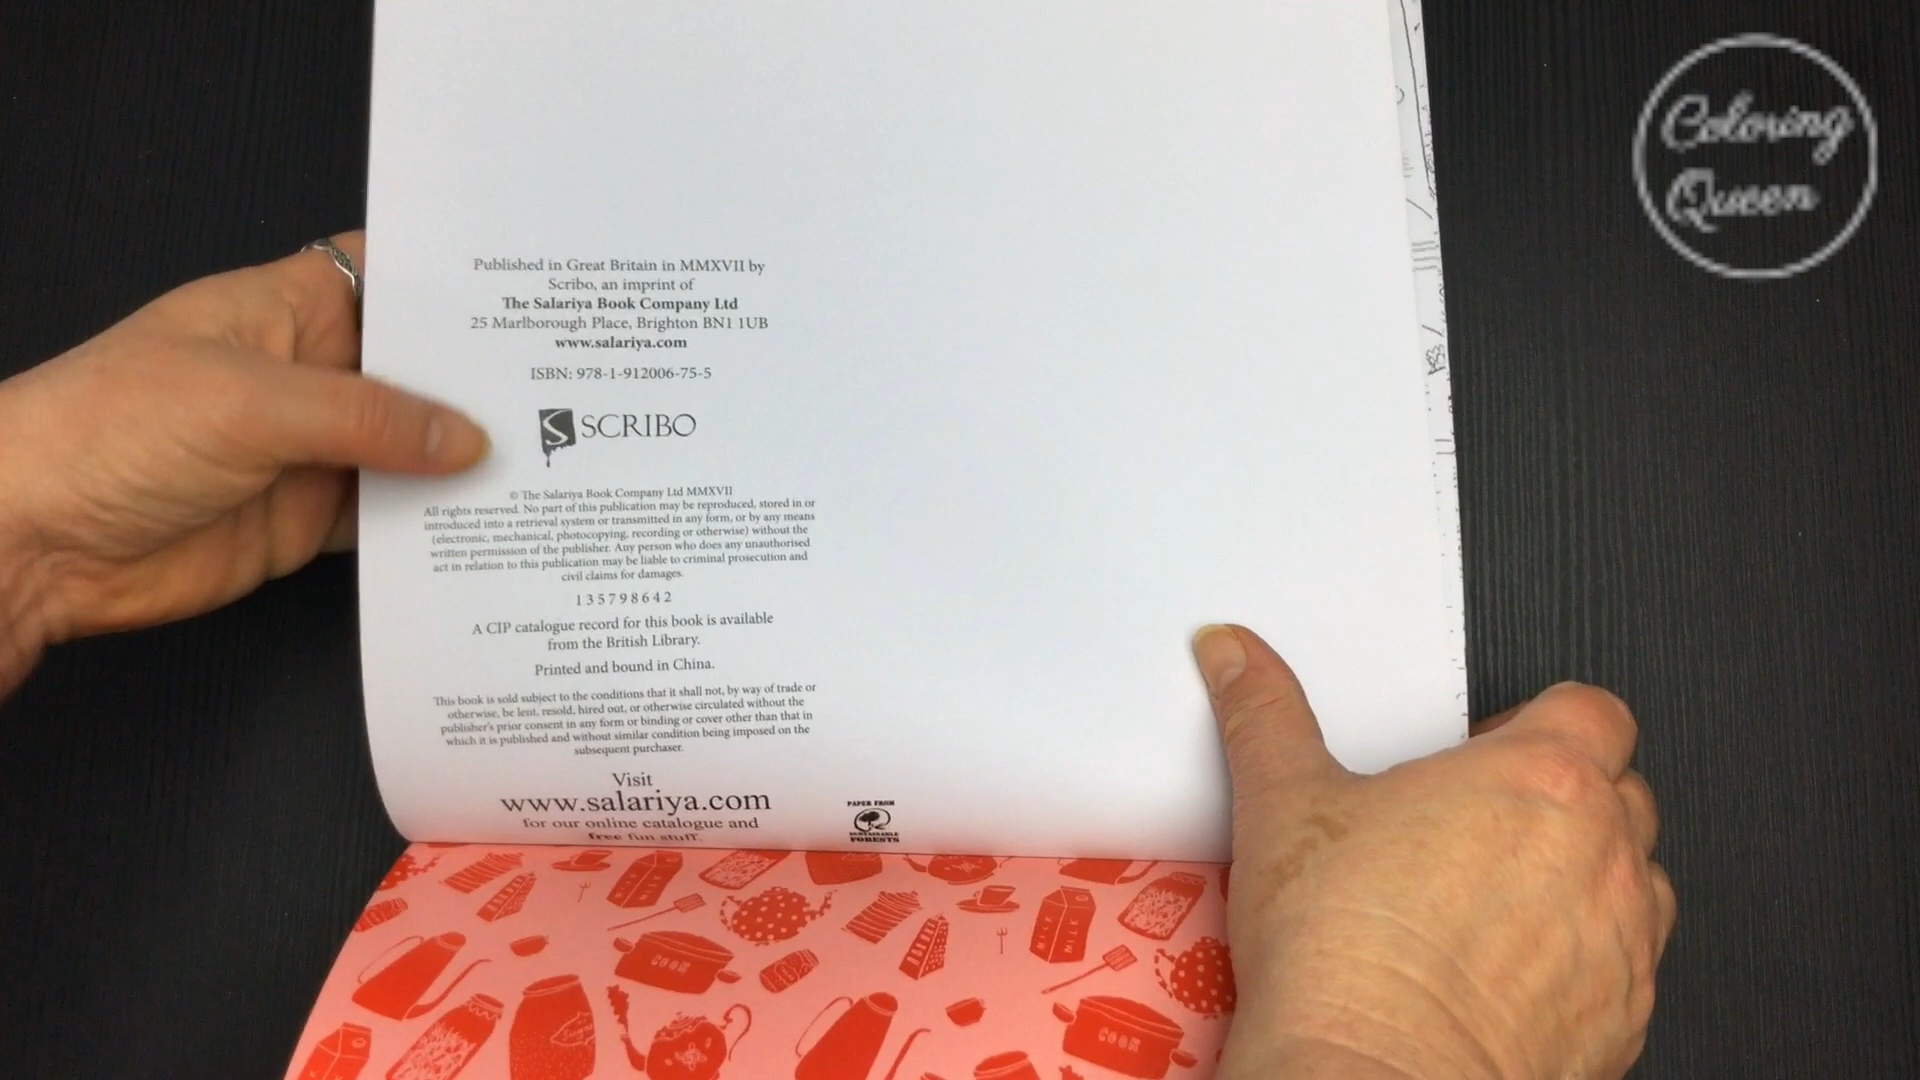 Coloring
Queen
Published in Great Britain in MMXVII by
Scribo, an imprint of
The Salariya Book Company Ltd
25 Marlborough Place, Brighton BN1 1UB
www.salariya.com
ISBN: 978-1-912006-75-5
S SCRIBO
© The Salariya Book Company Ltd MMXVII
All rights reserved. No part of this publication may be reproduced, stored in or
introduced into a retrieval system or transmitted in any form, or by any means
(electronic, mechanical, photocopying, recording or otherwise) without the
written permission of the publisher. Any person who does any unauthorised
act in relation to this publication may be liable to criminal prosecution and
civil claims for damages.
1 3 5 7 9 8 6 4 2
A CIP catalogue record for this book is available
from the British Library.
Printed and bound in China.
This book is sold subject to the conditions that it shall not, by way of trade or
otherwise, be lent, resold, hired out, or otherwise circulated without the
publisher's prior consent in any form or binding or cover other than that in
which it is published and without similar condition being imposed on the
subsequent purchaser.
Visit
www.salariya.com
for our online catalogue and
free fun stuff.
PAPER FROM
SUSTAINABLE
FORESTS
MILK MILK
COOK
MILK MILK
Sugar
COOK